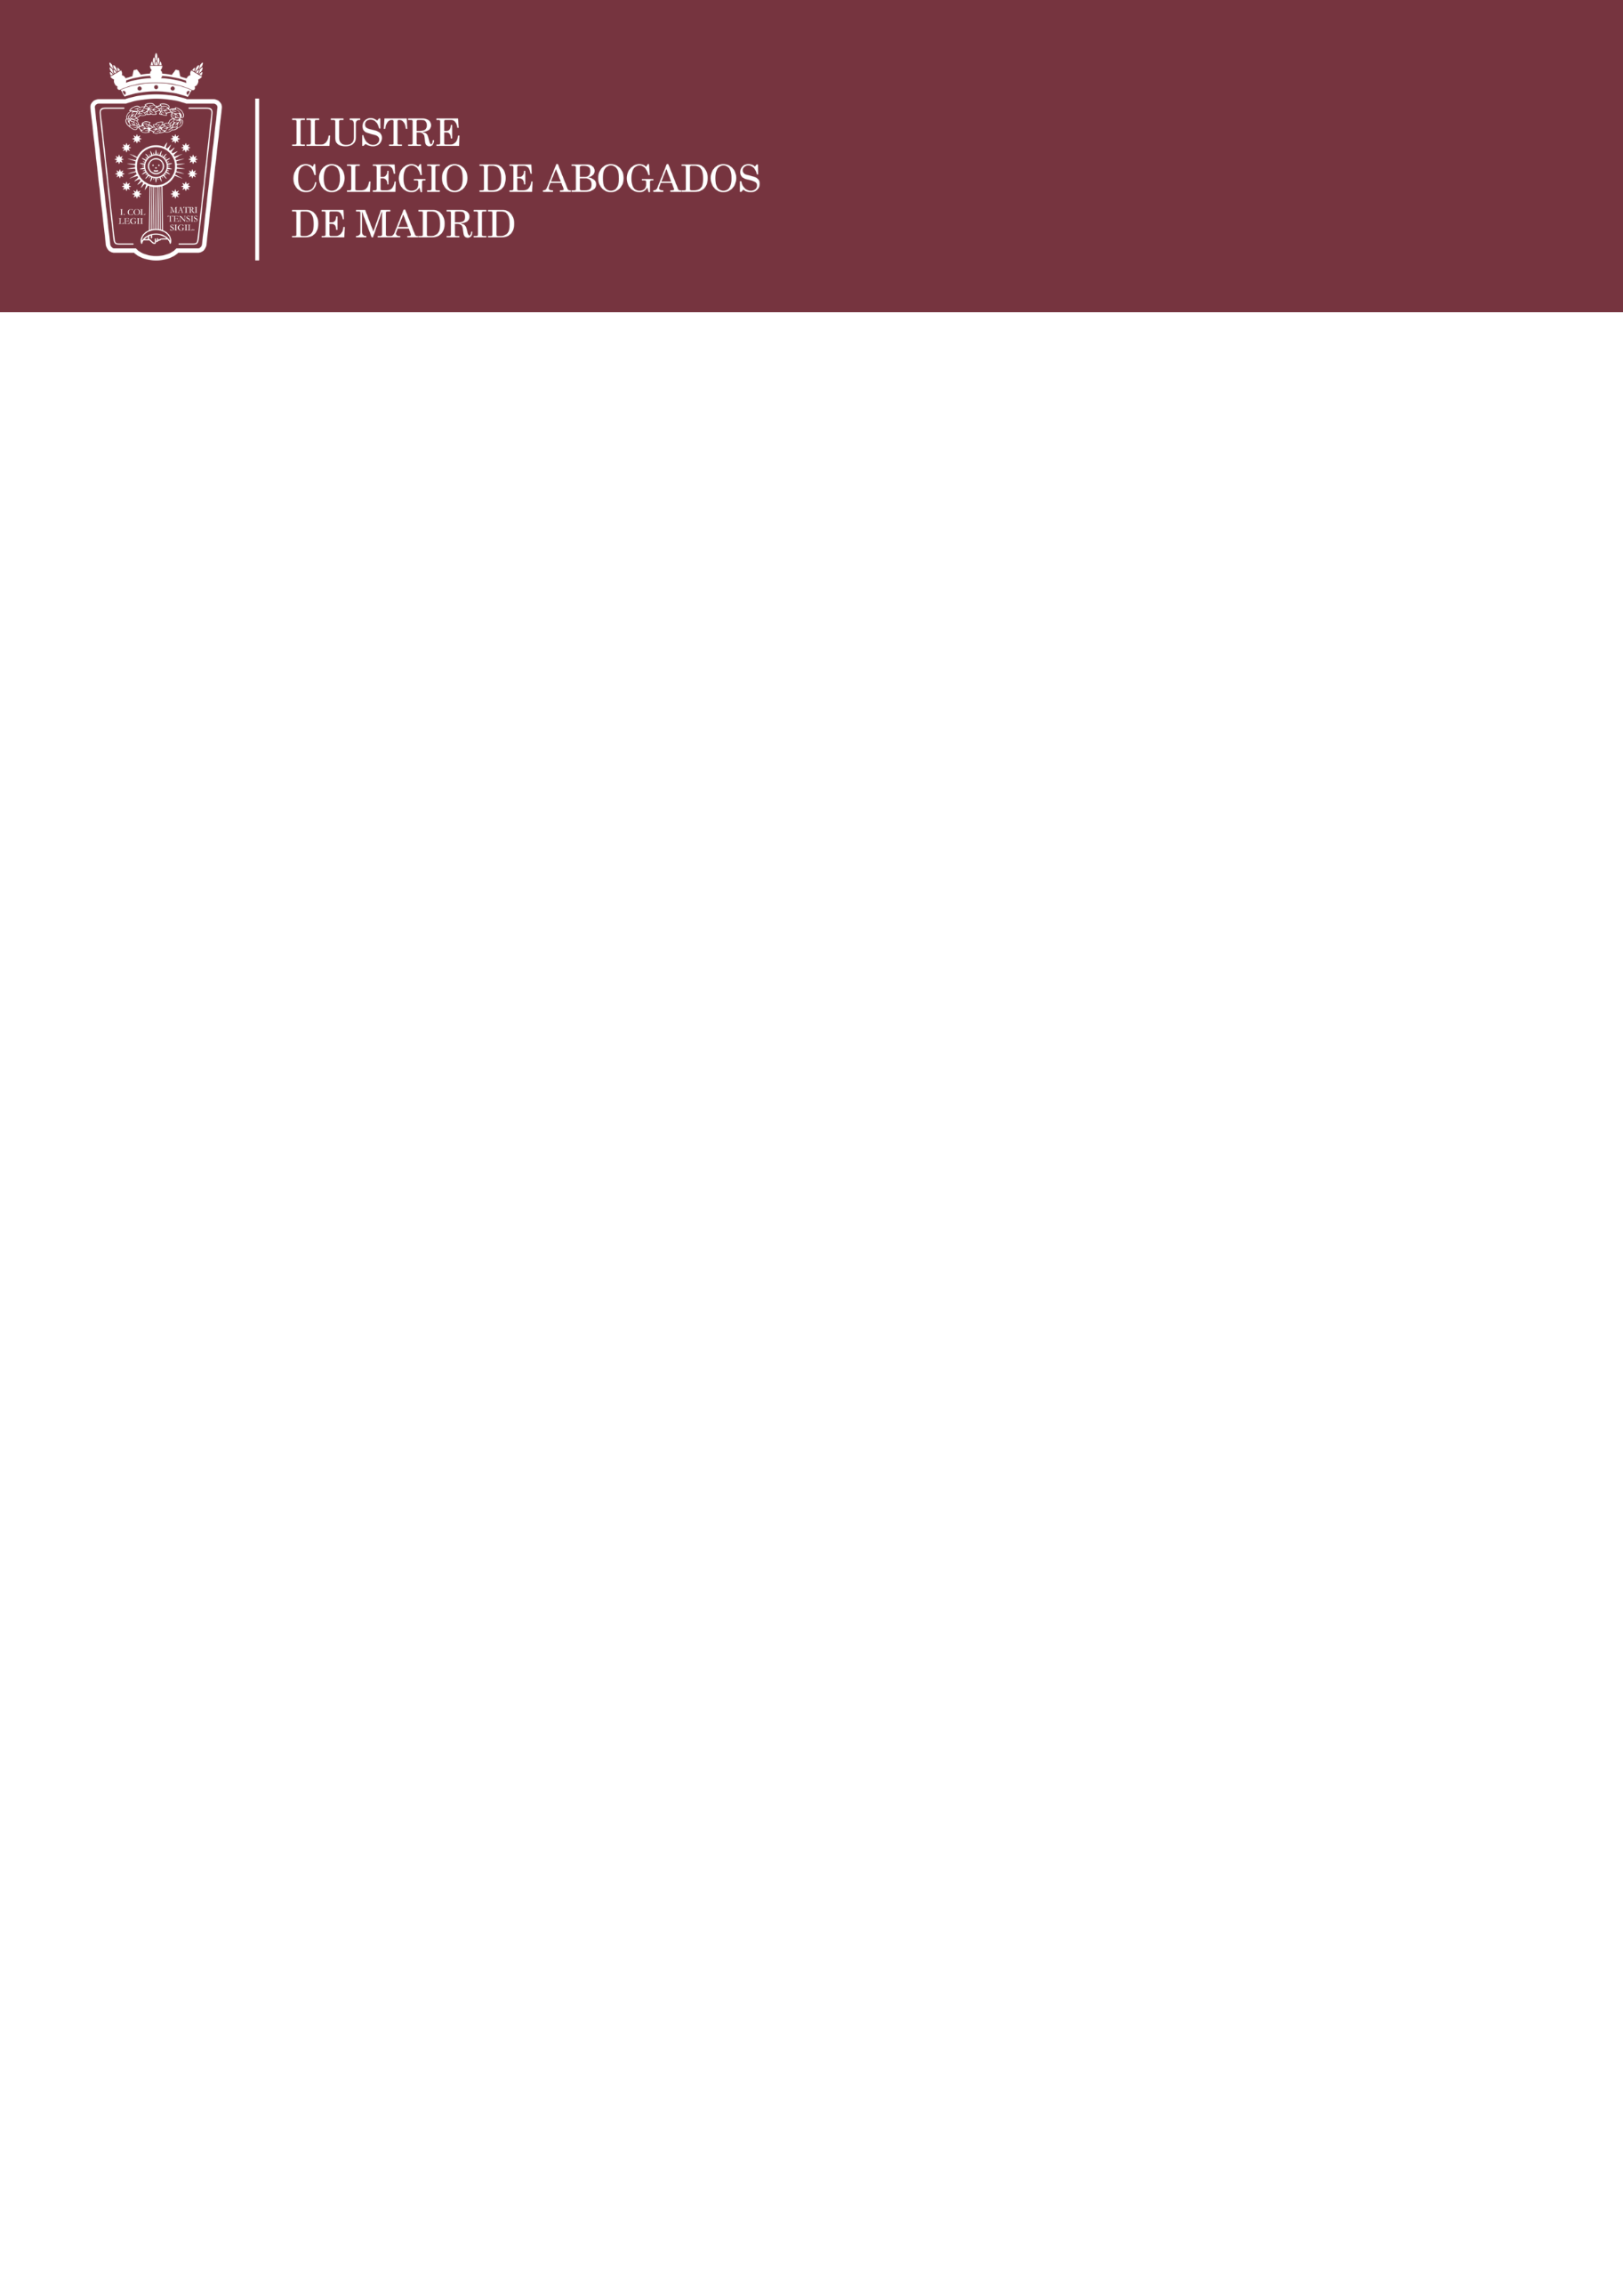 ILUSTRE
COLEGIO DE ABOGADOS
DE MADRID
I. COL
LEGII
MATRI
TENSIS
SIGIL.